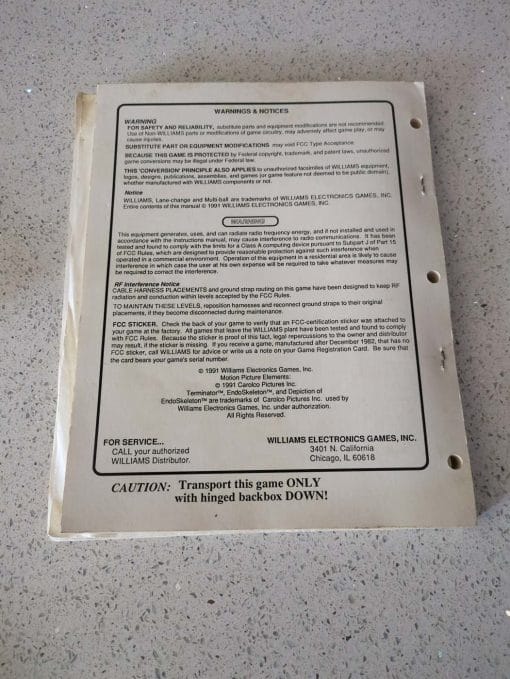 WARNINGS & NOTICES
WARNING
FOR SAFETY AND RELIABILITY, substitute parts and equipment modifications are not recommended.
Use of Non-WILLIAMS parts or modifications of game circuitry, may adversely affect game play, or may
cause injuries.
SUBSTITUTE PART OR EQUIPMENT MODIFICATIONS may void FCC Type Acceptance.
BECAUSE THIS GAME IS PROTECTED by Federal copyright, trademark, and patent laws, unauthorized
game conversions may be illegal under Federal law.
THIS 'CONVERSION' PRINCIPLE ALSO APPLIES to unauthorized facsimiles of WILLIAMS equipment,
logos, designs, publications, assemblies, and games (or game feature not deemed to be public domain),
whether manufactured with WILLIAMS components or not.
Notice
WILLIAMS, Lane-change and Multi-ball are trademarks of WILLIAMS ELECTRONICS GAMES, INC.
Entire contents of this manual © 1991 WILLIAMS ELECTRONICS GAMES, INC.
WARNING
This equipment generates, uses, and can radiate radio frequency energy, and if not installed and used in
accordance with the instructions manual, may cause interference to radio communications. It has been
tested and found to comply with the limits for a Class A computing device pursuant to Subpart J of Part 15
of FCC Rules, which are designed to provide reasonable protection against such interference when
operated in a commercial environment. Operation of this equipment in a residential area is likely to cause
interference in which case the user at his own expense will be required to take whatever measures may
be required to correct the interference.
RF Interference Notice
CABLE HARNESS PLACEMENTS and ground strap routing on this game have been designed to keep RF
radiation and conduction within levels accepted by the FCC Rules.
TO MAINTAIN THESE LEVELS, reposition harnesses and reconnect ground straps to their original
placements, if they become disconnected during maintenance.
FCC STICKER. Check the back of your game to verify that an FCC-certification sticker was attached to
your game at the factory. All games that leave the WILLIAMS plant have been tested and found to comply
with FCC Rules. Because the sticker is proof of this fact, legal repercussions to the owner and distributor
may result, if the sticker is missing. If you receive a game, manufactured after December 1982, that has no
FCC sticker, call WILLIAMS for advice or write us a note on your Game Registration Card. Be sure that
the card bears your game's serial number.
© 1991 Williams Electronics Games, Inc.
Motion Picture Elements:
© 1991 Carolco Pictures Inc.
Terminator™, EndoSkeleton™, and Depiction of
EndoSkeleton™ are trademarks of Carolco Pictures Inc. used by
Williams Electronics Games, Inc. under authorization.
All Rights Reserved.
FOR SERVICE...
CALL your authorized
WILLIAMS Distributor.
WILLIAMS ELECTRONICS GAMES, INC.
3401 N. California
Chicago, IL 60618
CAUTION: Transport this game ONLY
with hinged backbox DOWN!